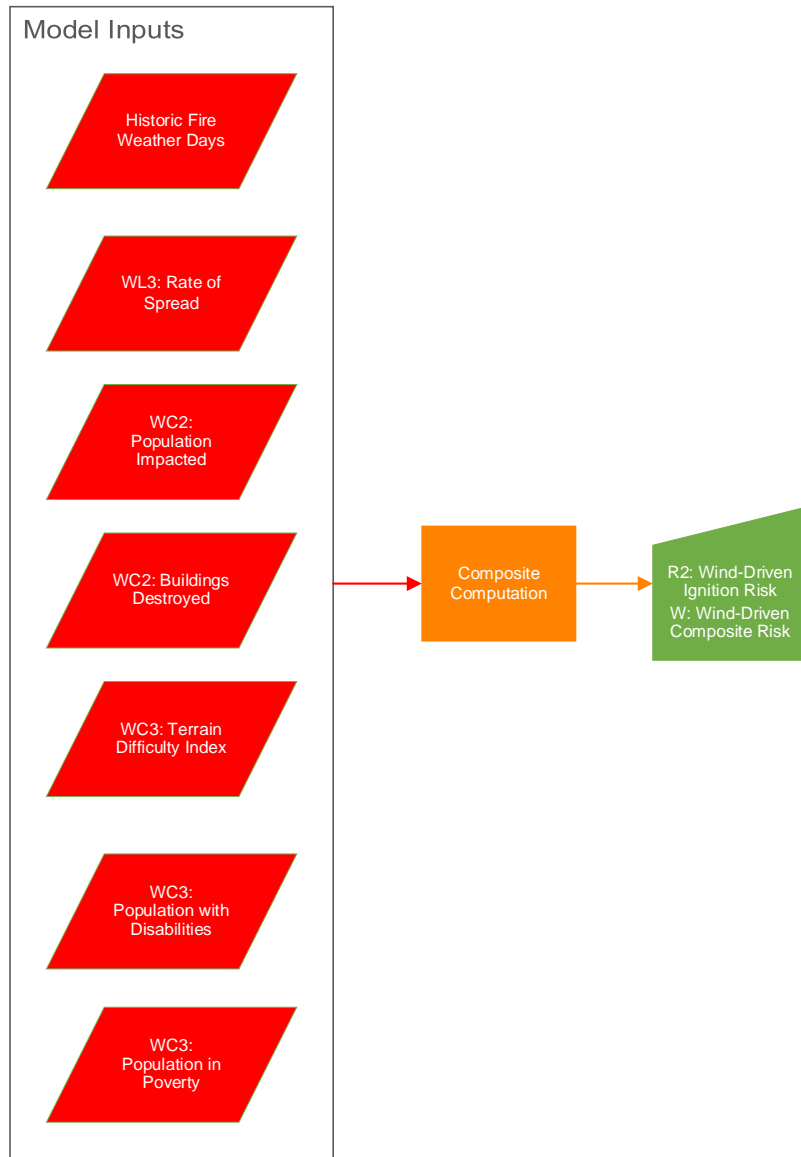 Model Inputs
Historic Fire
Weather Days
WL3: Rate of
Spread
WC2:
Population
Impacted
WC2: Buildings
Destroyed
WC3: Terrain
Difficulty Index
WC3:
Population with
Disabilities
WC3:
Population in
Poverty
Composite
Computation
R2: Wind-Driven
Ignition Risk
W: Wind-Driven
Composite Risk